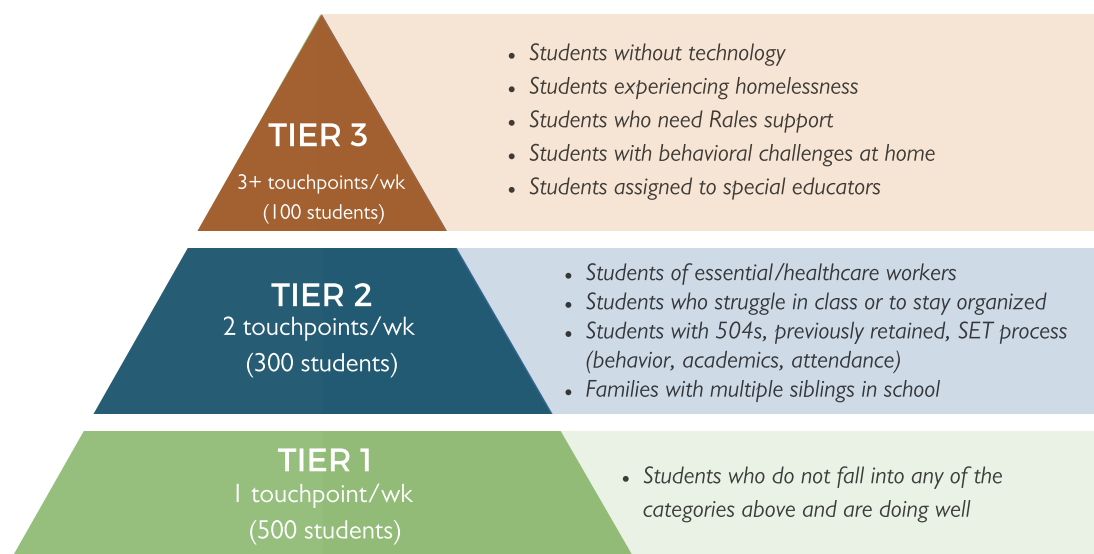 TIER 3
3+ touchpoints/wk
(100 students)
• Students without technology
• Students experiencing homelessness
• Students who need Rales support
• Students with behavioral challenges at home
• Students assigned to special educators
TIER 2
2 touchpoints/wk
(300 students)
• Students of essential/healthcare workers
• Students who struggle in class or to stay organized
• Students with 504s, previously retained, SET process
(behavior, academics, attendance)
• Families with multiple siblings in school
TIER 1
1 touchpoint/wk
(500 students)
• Students who do not fall into any of the
categories above and are doing well